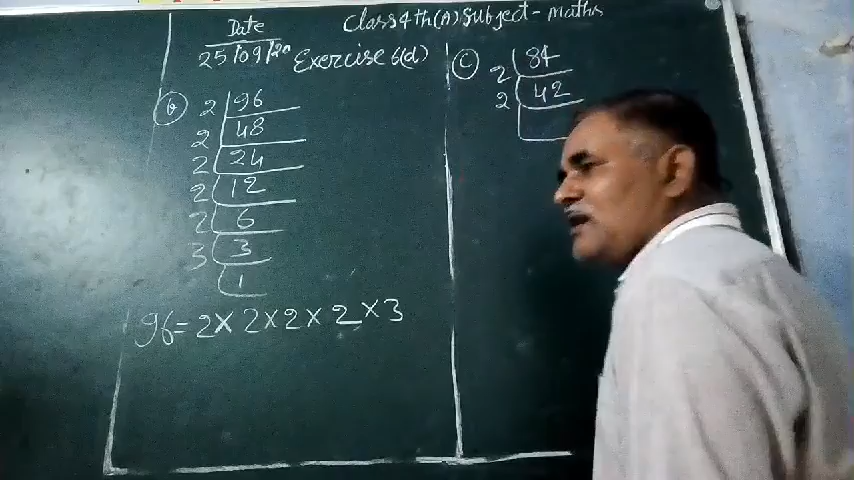 Class 4th(A) Subject - Maths
Date
25/09/20 Exercise 6(d)
b
2 96
2 48
2 24
2 12
2 6
3 3
1
96=2×2×2×2×3
c
2 84
2 42